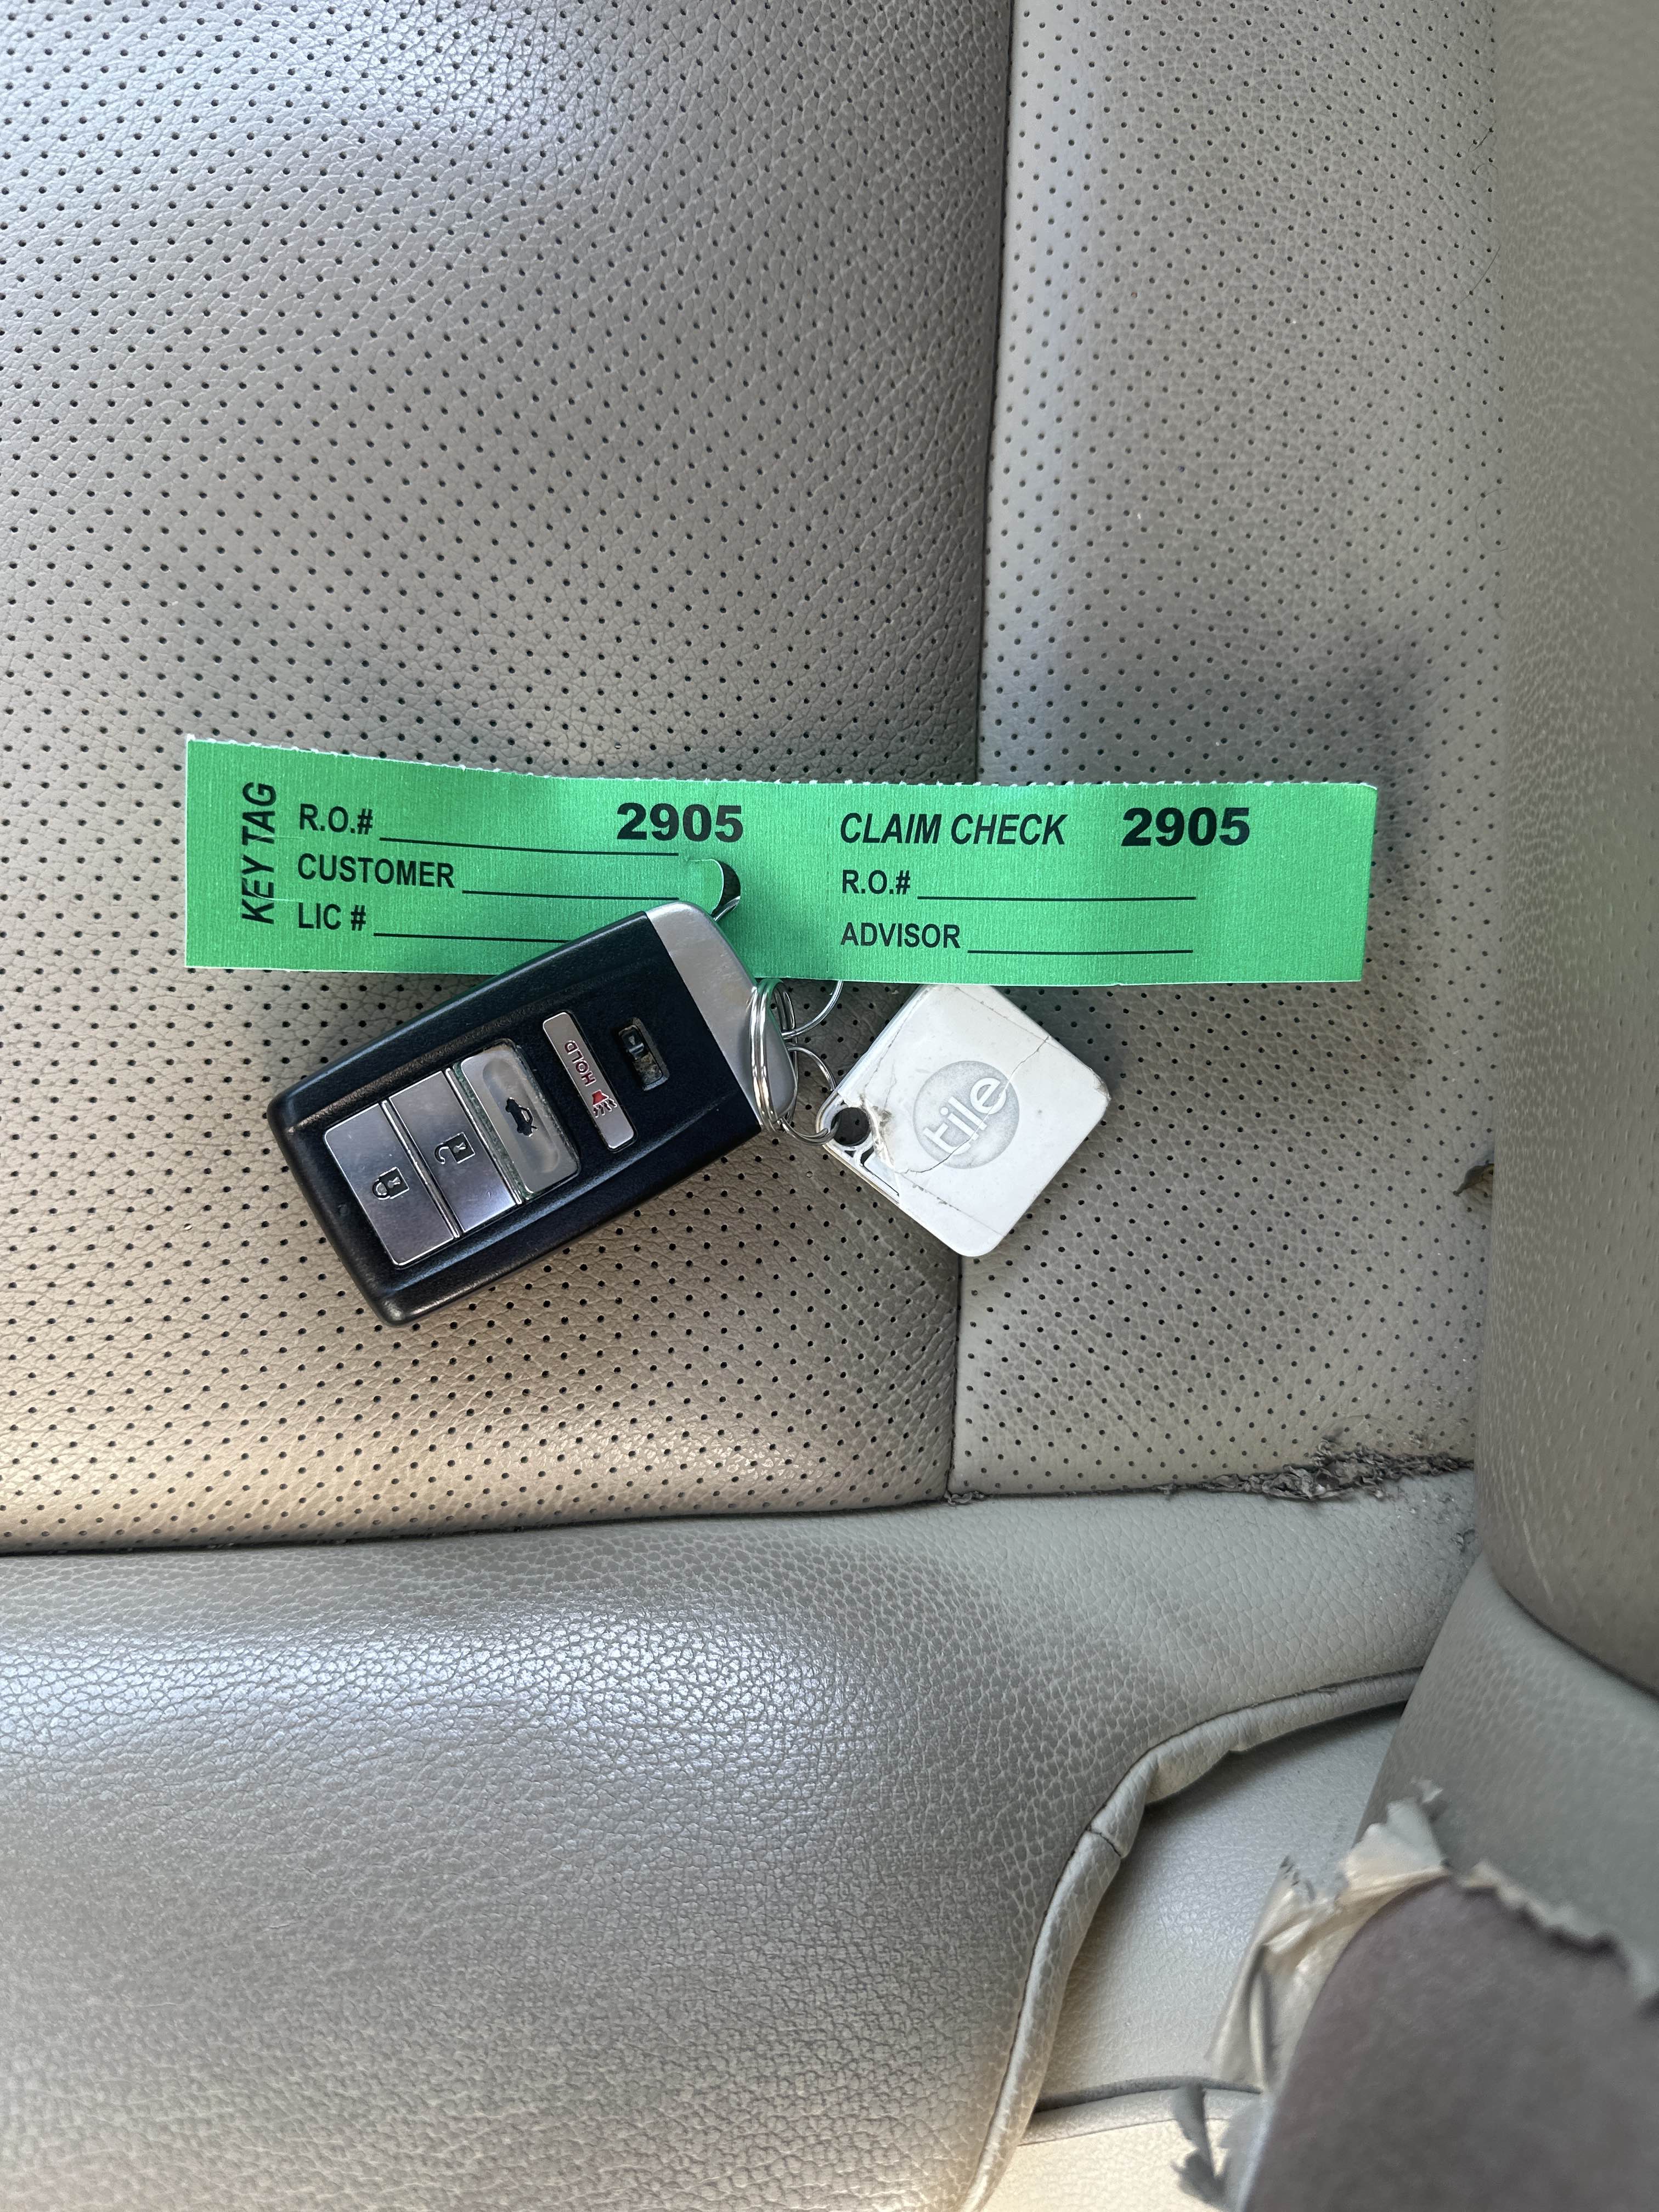 KEY TAG
R.O.# 2905
CUSTOMER
LIC #
CLAIM CHECK 2905
R.O.#
ADVISOR
HOLD
tile